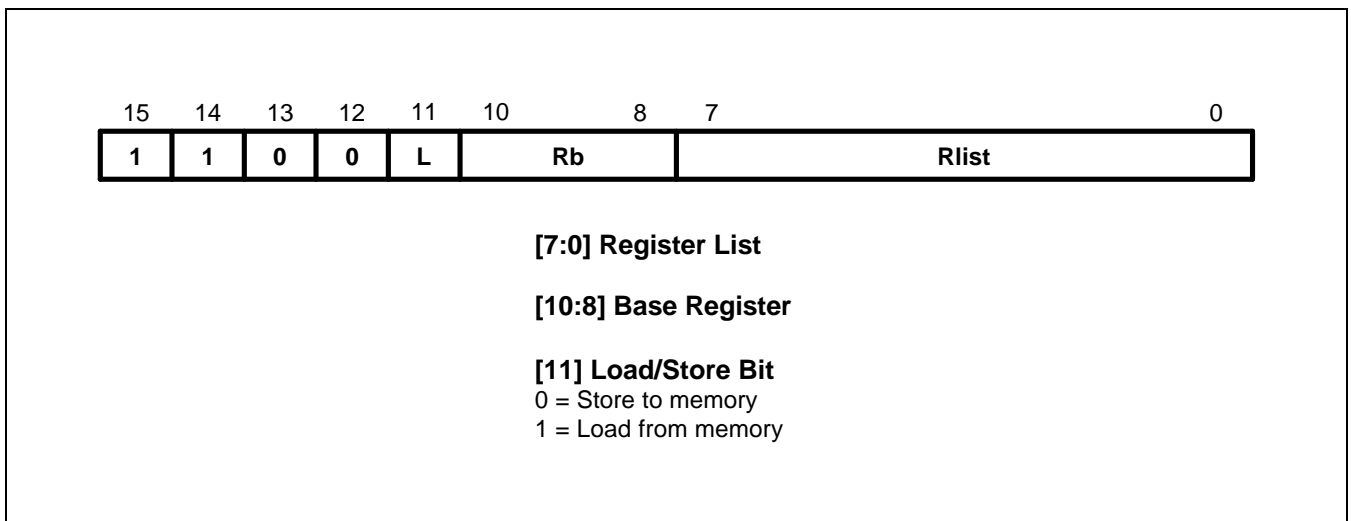 15 14 13 12 11 10 8 7 0
1 1 0 0 L Rb Rlist
[7:0] Register List
[10:8] Base Register
[11] Load/Store Bit
0 = Store to memory
1 = Load from memory